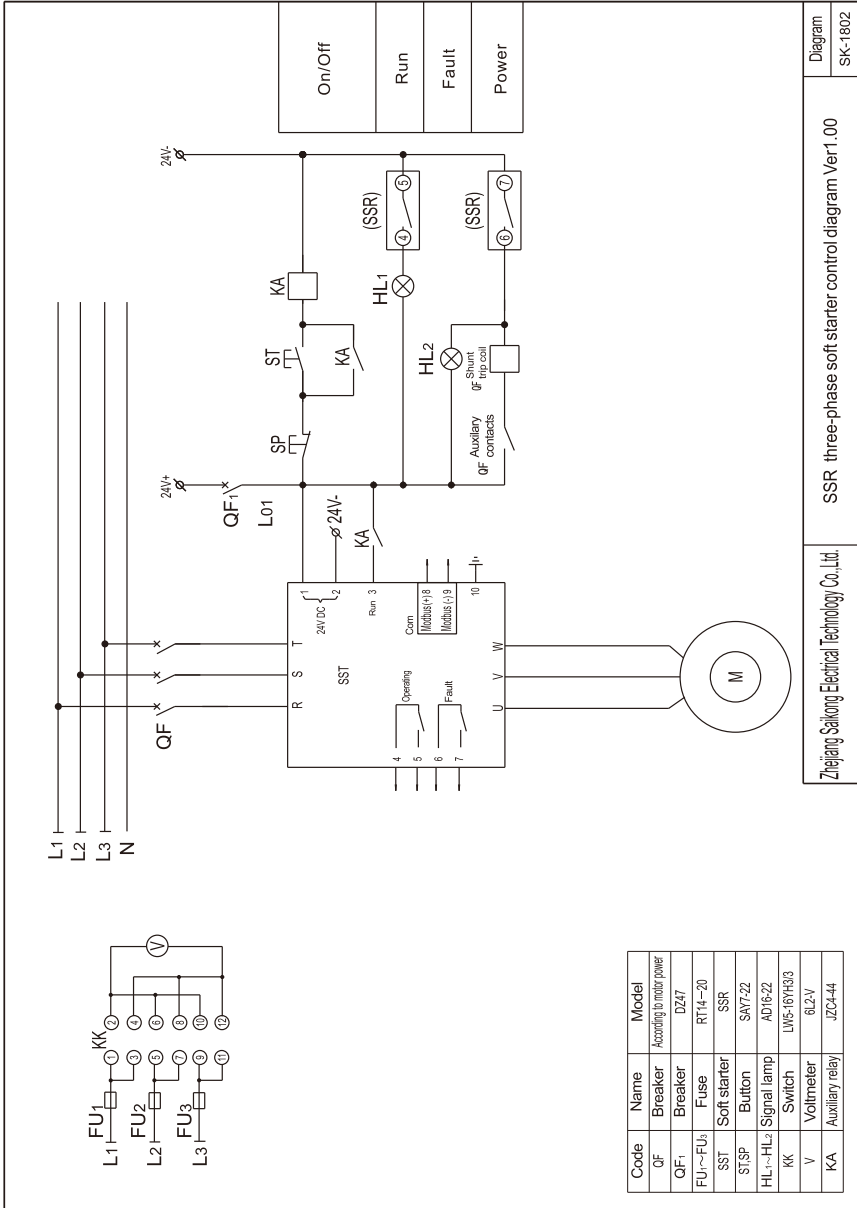 L1
L2
L3
N
QF
R
S
T
SST
24V DC
1
2
Run 3
Com
Modbus(+) 8
Modbus (-) 9
10
Operating
Fault
4
5
6
7
U
V
W
M
24V+
QF1
L01
24V-
KA
SP
ST
KA
KA
24V-
HL1
(SSR)
4
5
HL2
QF Shunt trip coil
QF Auxilary contacts
(SSR)
6
7
On/Off
Run
Fault
Power
FU1
FU2
FU3
L1
L2
L3
KK
1
2
3
4
5
6
7
8
9
10
11
12
V
Code Name Model
QF Breaker According to motor power
QF1 Breaker DZ47
FU1~FU3 Fuse RT14-20
SST Soft starter SSR
ST,SP Button SAY7-22
HL1~HL2 Signal lamp AD16-22
KK Switch LW5-16YH3/3
V Voltmeter 6L2-V
KA Auxiliary relay JZC4-44
Zhejiang Saikong Electrical Technology Co.,Ltd.
SSR three-phase soft starter control diagram Ver1.00
Diagram
SK-1802